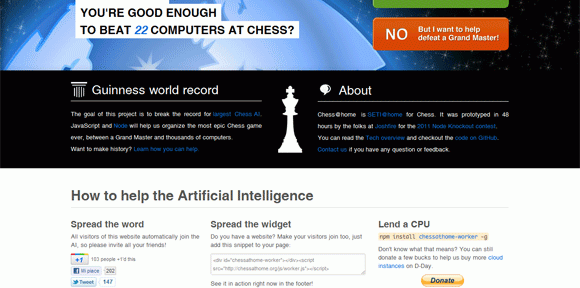 YOU'RE GOOD ENOUGH
TO BEAT 22 COMPUTERS AT CHESS?
NO But I want to help
defeat a Grand Master!
Guinness world record
The goal of this project is to break the record for largest Chess AI.
JavaScript and Node will help us organize the most epic Chess game
ever, between a Grand Master and thousands of computers.
Want to make history? Learn how you can help.
About
Chess@home is SETI@home for Chess. It was prototyped in 48
hours by the folks at Joshfire for the 2011 Node Knockout contest.
You can read the Tech overview and checkout the code on GitHub.
Contact us if you have any question or feedback.
How to help the Artificial Intelligence
Spread the word
All visitors of this website automatically join the
AI, so please invite all your friends!
+1 103 people +1'd this
Mi place 202
Tweet 147
Spread the widget
Do you have a website? Make your visitors join too, just
add this snippet to your page:
<div id="chessathome-worker"></div><script
src="http://chessathome.org/js/worker.js"></script>
See it in action right now in the footer!
Lend a CPU
npm install chessathome-worker -g
Don't know what that means? You can still
donate a few bucks to help us buy more cloud
instances on D-Day.
Donate